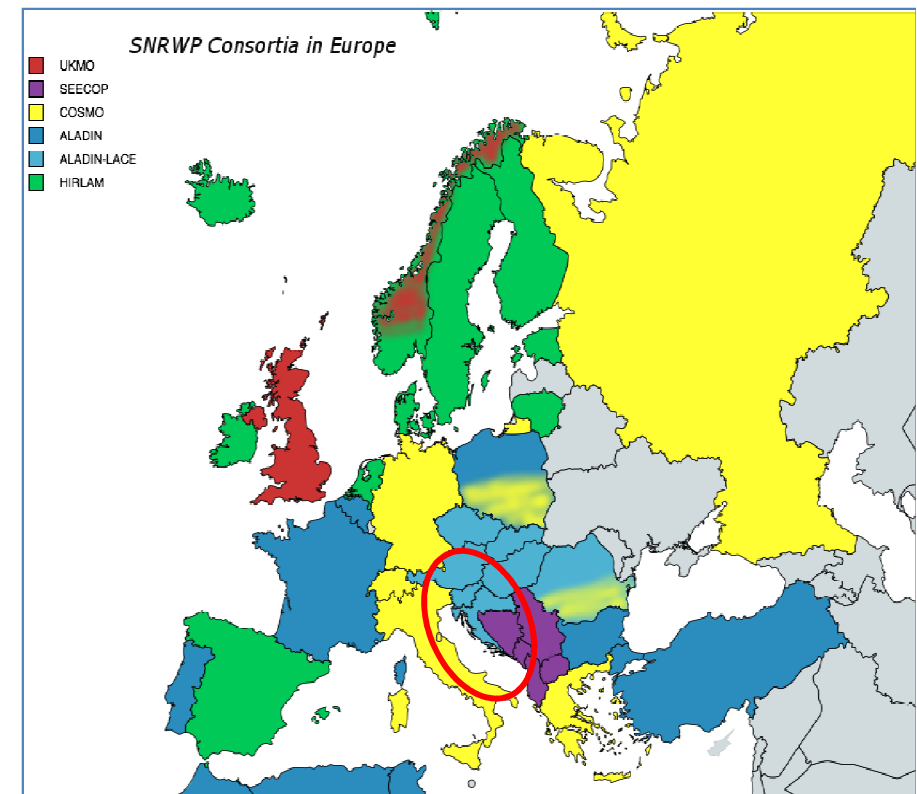 SNRWP Consortia in Europe
UKMO
SEECOP
COSMO
ALADIN
ALADIN-LACE
HIRLAM